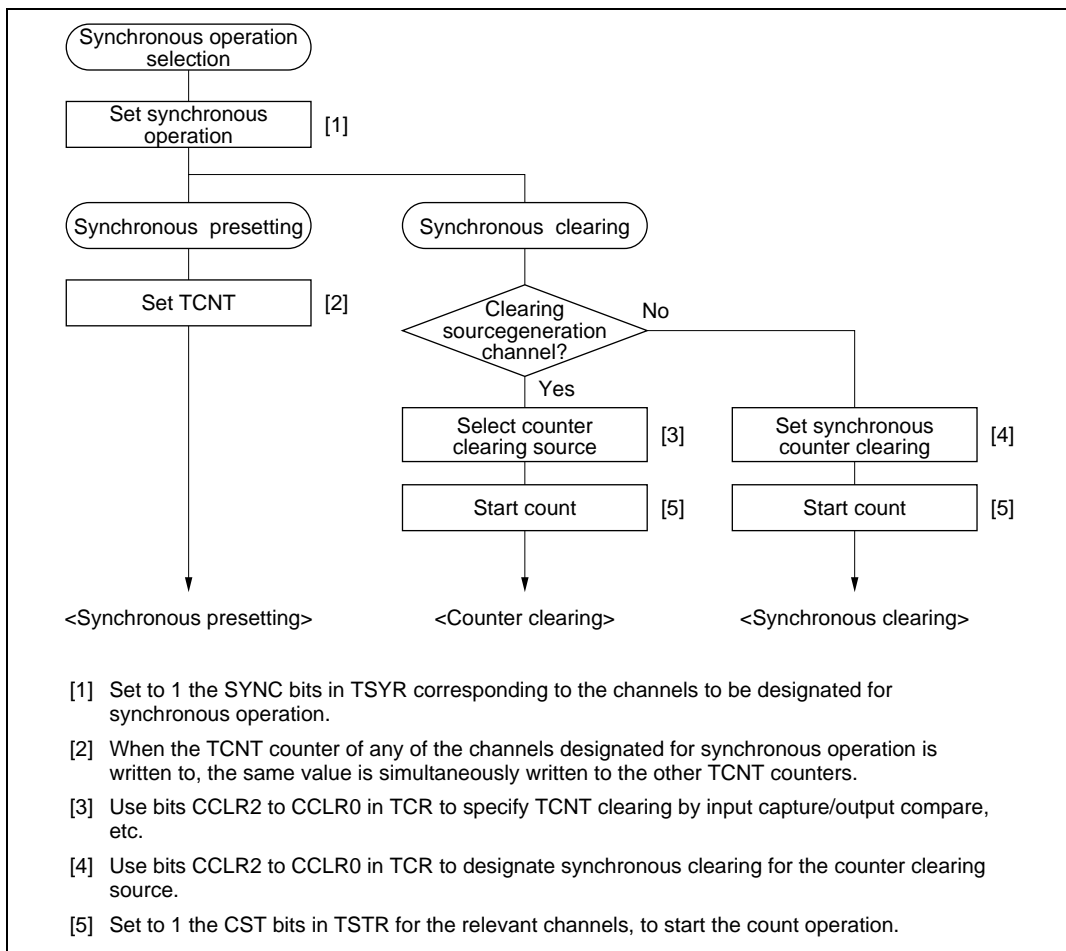 Synchronous operation
selection
Set synchronous
operation
[1]
Synchronous presetting
Synchronous clearing
Set TCNT
[2]
Clearing
sourcegeneration
channel?
No
Yes
Select counter
clearing source
[3]
Set synchronous
counter clearing
[4]
Start count
[5]
Start count
[5]
<Synchronous presetting>
<Counter clearing>
<Synchronous clearing>
[1] Set to 1 the SYNC bits in TSYR corresponding to the channels to be designated for
synchronous operation.
[2] When the TCNT counter of any of the channels designated for synchronous operation is
written to, the same value is simultaneously written to the other TCNT counters.
[3] Use bits CCLR2 to CCLR0 in TCR to specify TCNT clearing by input capture/output compare,
etc.
[4] Use bits CCLR2 to CCLR0 in TCR to designate synchronous clearing for the counter clearing
source.
[5] Set to 1 the CST bits in TSTR for the relevant channels, to start the count operation.